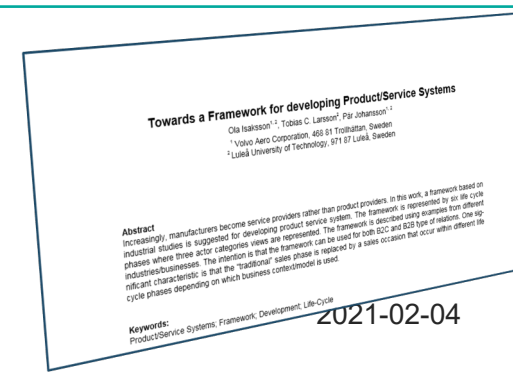 Towards a Framework for developing Product/Service Systems
Ola Isaksson¹˒², Tobias C. Larsson², Pär Johansson¹˒²
¹ Volvo Aero Corporation, 468 81 Trollhättan, Sweden
² Luleå University of Technology, 971 87 Luleå, Sweden
Abstract
Increasingly, manufacturers become service providers rather than product providers. In this work, a framework based on
industrial studies is suggested for developing product service system. The framework is represented by six life cycle
phases where three actor categories views are represented. The framework is described using examples from different
industries/businesses. The intention is that the framework can be used for both B2C and B2B type of relations. One sig-
nificant characteristic is that the "traditional" sales phase is replaced by a sales occasion that occur within different life
cycle phases depending on which business context/model is used.
Keywords:
Product/Service Systems; Framework; Development; Life-Cycle
2021-02-04